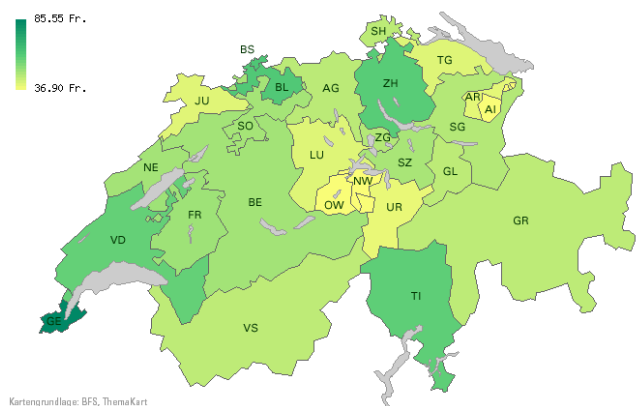 85.55 Fr.
36.90 Fr.
SH
BS
TG
BL
ZH
AG
JU
AR
AI
SO
SG
ZG
LU
SZ
NE
GL
NW
BE
OW
UR
FR
GR
VD
TI
GE
VS
Kartengrundlage: BFS, ThemaKart